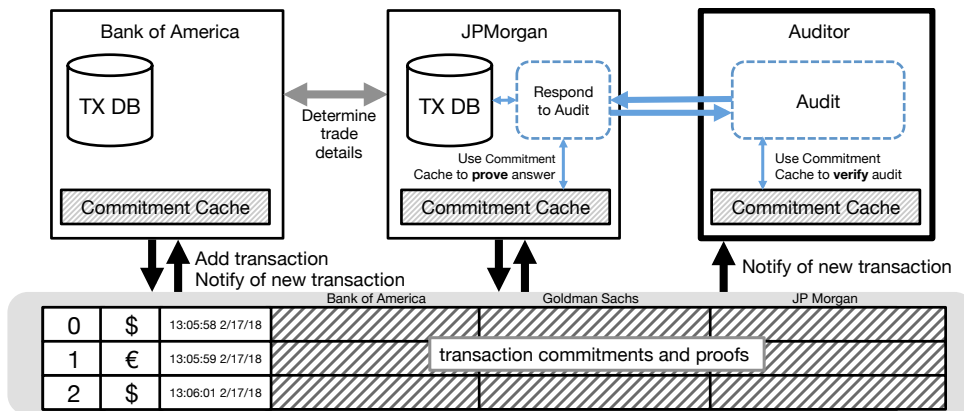 Bank of America
JPMorgan
Auditor
TX DB
TX DB
Respond
to Audit
Audit
Determine
trade
details
Use Commitment
Cache to prove answer
Use Commitment
Cache to verify audit
Commitment Cache
Commitment Cache
Commitment Cache
Add transaction
Notify of new transaction
Notify of new transaction
Bank of America
Goldman Sachs
JP Morgan
0 $ 13:05:58 2/17/18
1 € 13:05:59 2/17/18
transaction commitments and proofs
2 $ 13:06:01 2/17/18